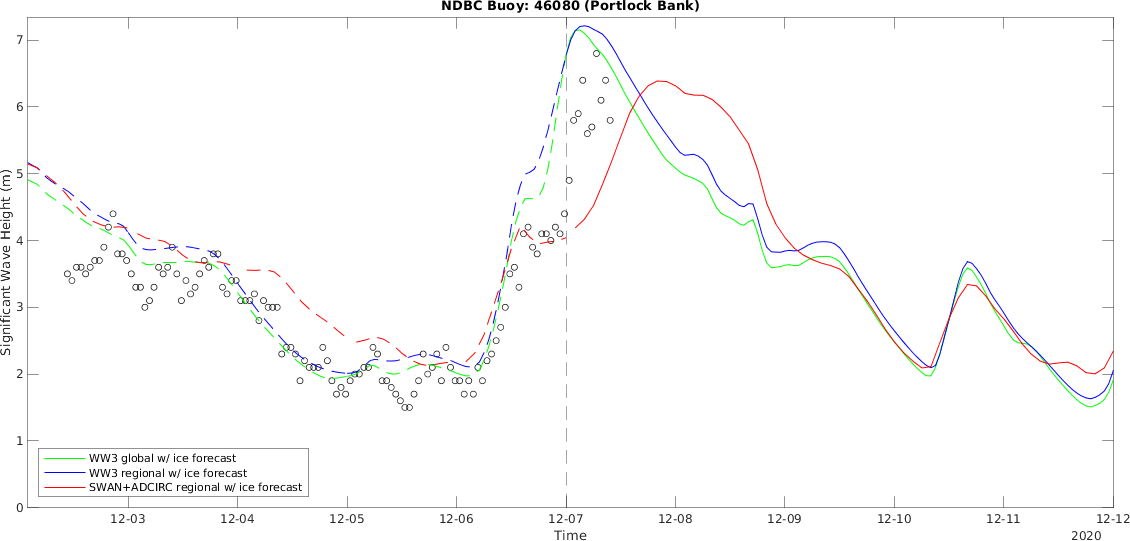 NDBC Buoy: 46080 (Portlock Bank)
7
6
5
4
3
2
1
0
Significant Wave Height (m)
WW3 global w/ ice forecast
WW3 regional w/ ice forecast
SWAN+ADCIRC regional w/ ice forecast
12-03 12-04 12-05 12-06 12-07 12-08 12-09 12-10 12-11 12-12
Time
2020